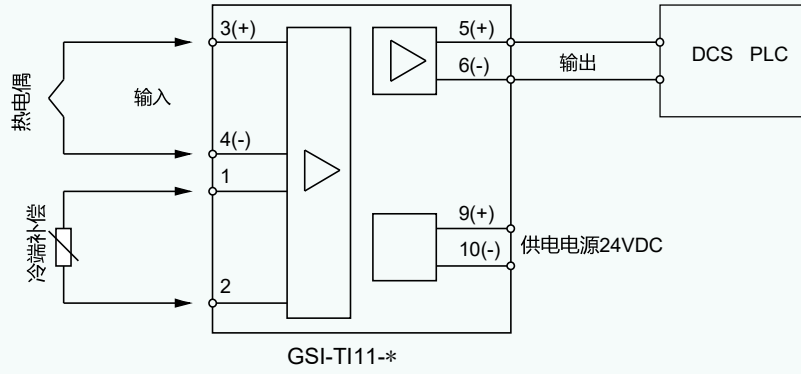 3(+)
5(+)
6(-)
DCS PLC
热电偶
输入
输出
4(-)
1
冷端补偿
2
9(+)
10(-)
供电电源24VDC
GSI-TI11-*